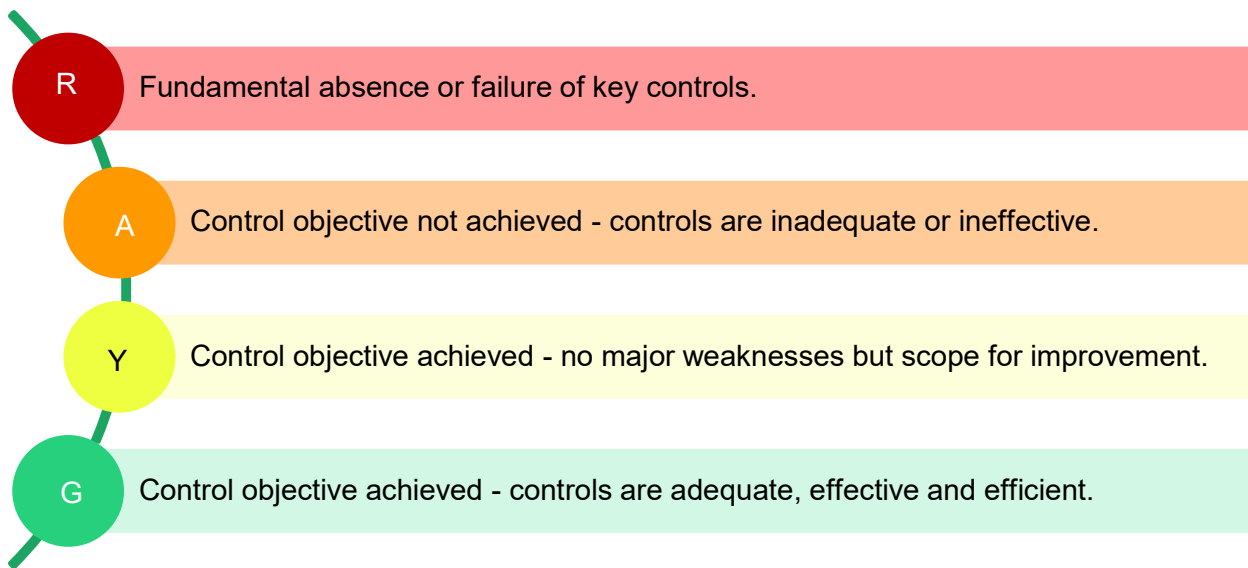 R
Fundamental absence or failure of key controls.
A
Control objective not achieved - controls are inadequate or ineffective.
Y
Control objective achieved - no major weaknesses but scope for improvement.
G
Control objective achieved - controls are adequate, effective and efficient.